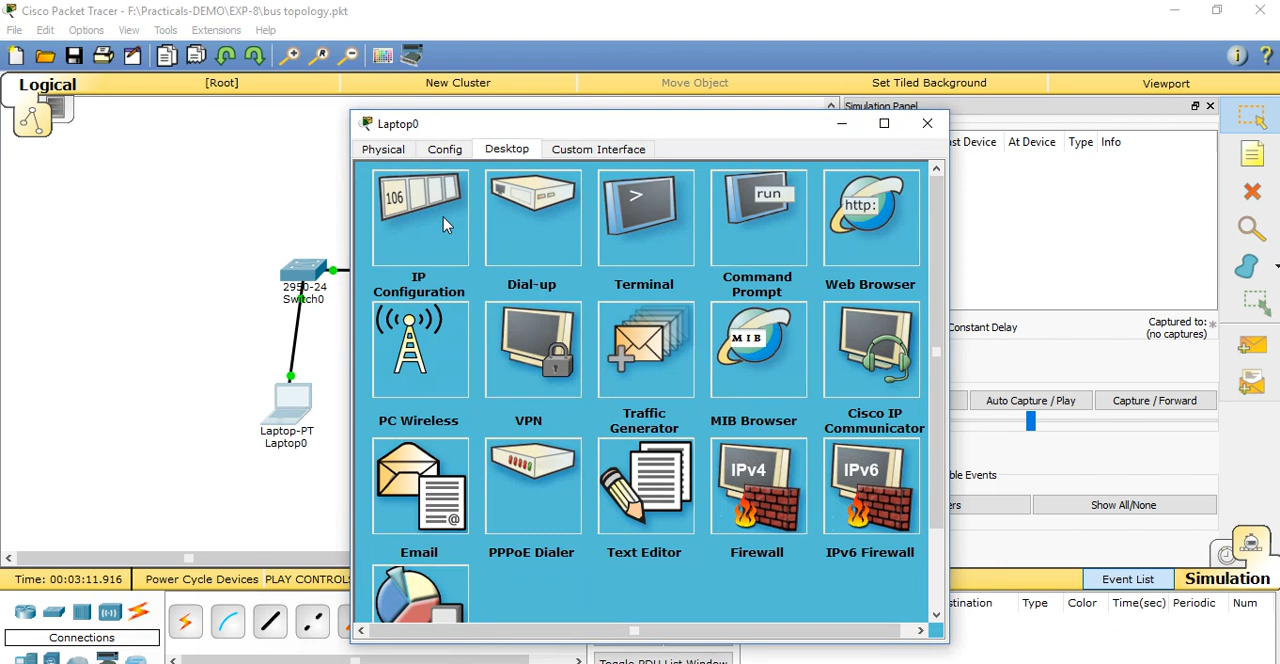 Cisco Packet Tracer - F:\Practicals-DEMO\EXP-8\bus topology.pkt
File Edit Options View Tools Extensions Help
Logical [Root] New Cluster Move Object Set Tiled Background Viewport
Simulation Panel
Laptop0
Physical Config Desktop Custom Interface
st Device At Device Type Info
106
>
run
http:
IP Configuration
Dial-up
Terminal
Command Prompt
Web Browser
2950-24
Switch0
Constant Delay
Captured to:
(no captures)
MIB
PC Wireless
VPN
Traffic Generator
MIB Browser
Cisco IP Communicator
Auto Capture / Play Capture / Forward
Laptop-PT
Laptop0
ble Events
IPv4
IPv6
@
ers Show All/None
Email
PPPoE Dialer
Text Editor
Firewall
IPv6 Firewall
Time: 00:03:11.916 Power Cycle Devices PLAY CONTROLS
Event List Simulation
Connections
stination Type Color Time(sec) Periodic Num
Toggle PDU List Window